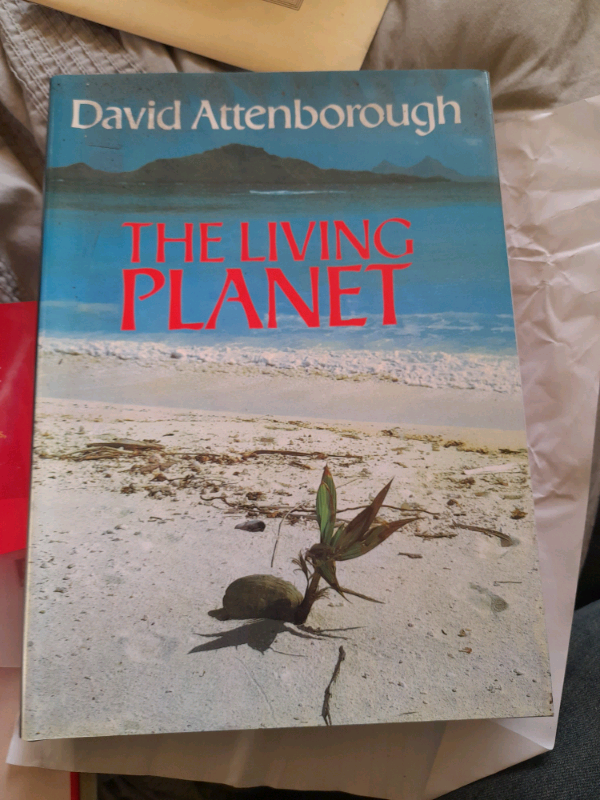 David Attenborough
THE LIVING
PLANET